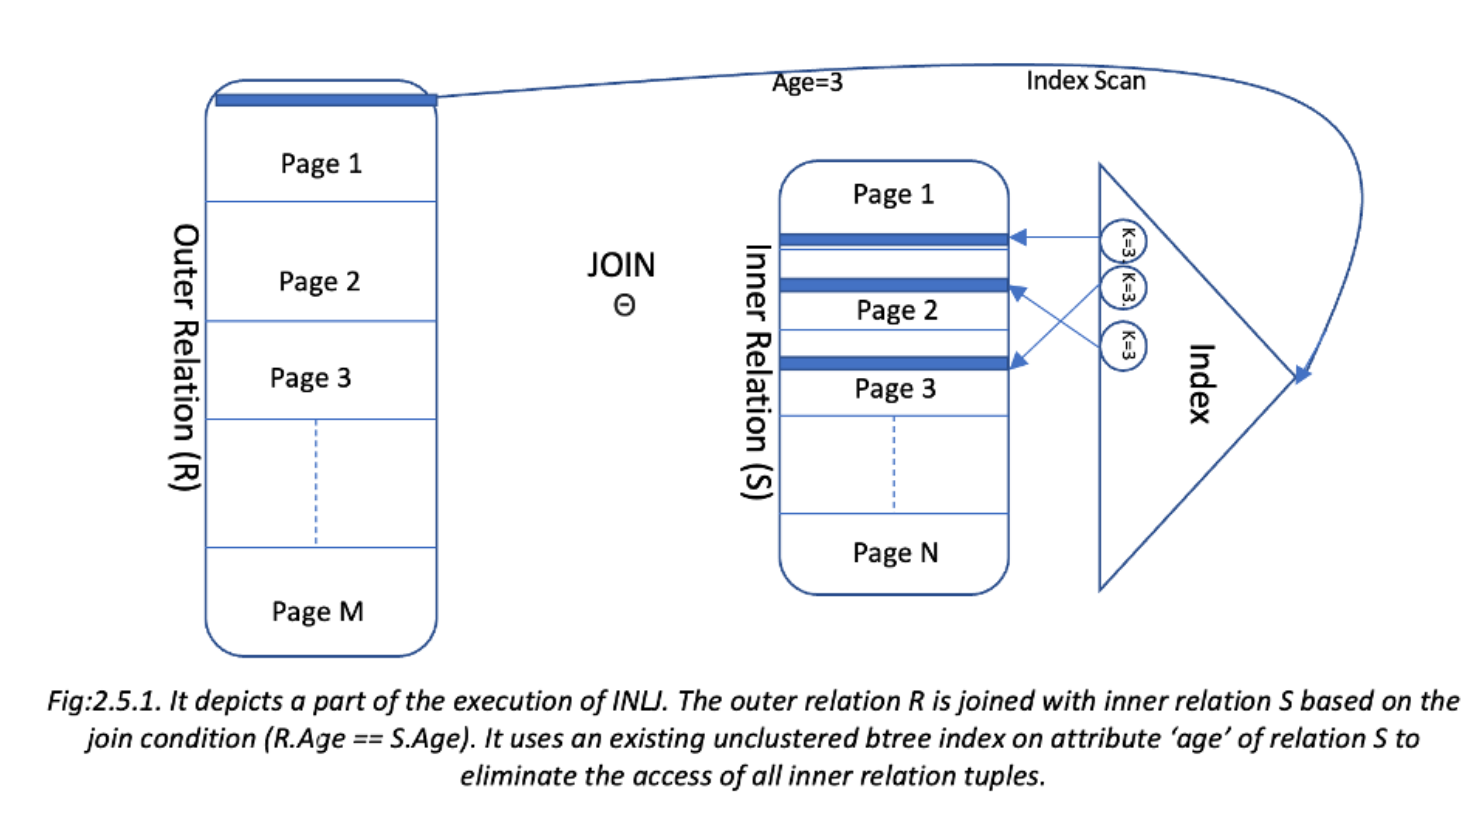 Age=3
Index Scan
Outer Relation (R)
Page 1
Page 2
Page 3
Page M
JOIN
Θ
Inner Relation (S)
Page 1
Page 2
Page 3
Page N
K=3
K=3
K=3
Index
Fig:2.5.1. It depicts a part of the execution of INLJ. The outer relation R is joined with inner relation S based on the
join condition (R.Age == S.Age). It uses an existing unclustered btree index on attribute ‘age’ of relation S to
eliminate the access of all inner relation tuples.